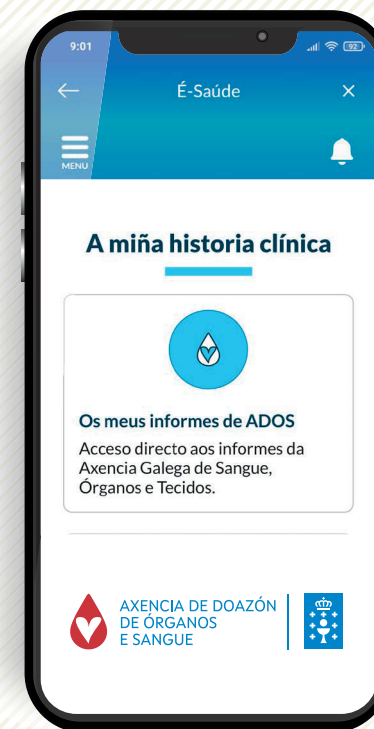 9:01
92
É-Saúde
MENU
A miña historia clínica
Os meus informes de ADOS
Acceso directo aos informes da
Axencia Galega de Sangue,
Órganos e Tecidos.
AXENCIA DE DOAZÓN
DE ÓRGANOS
E SANGUE